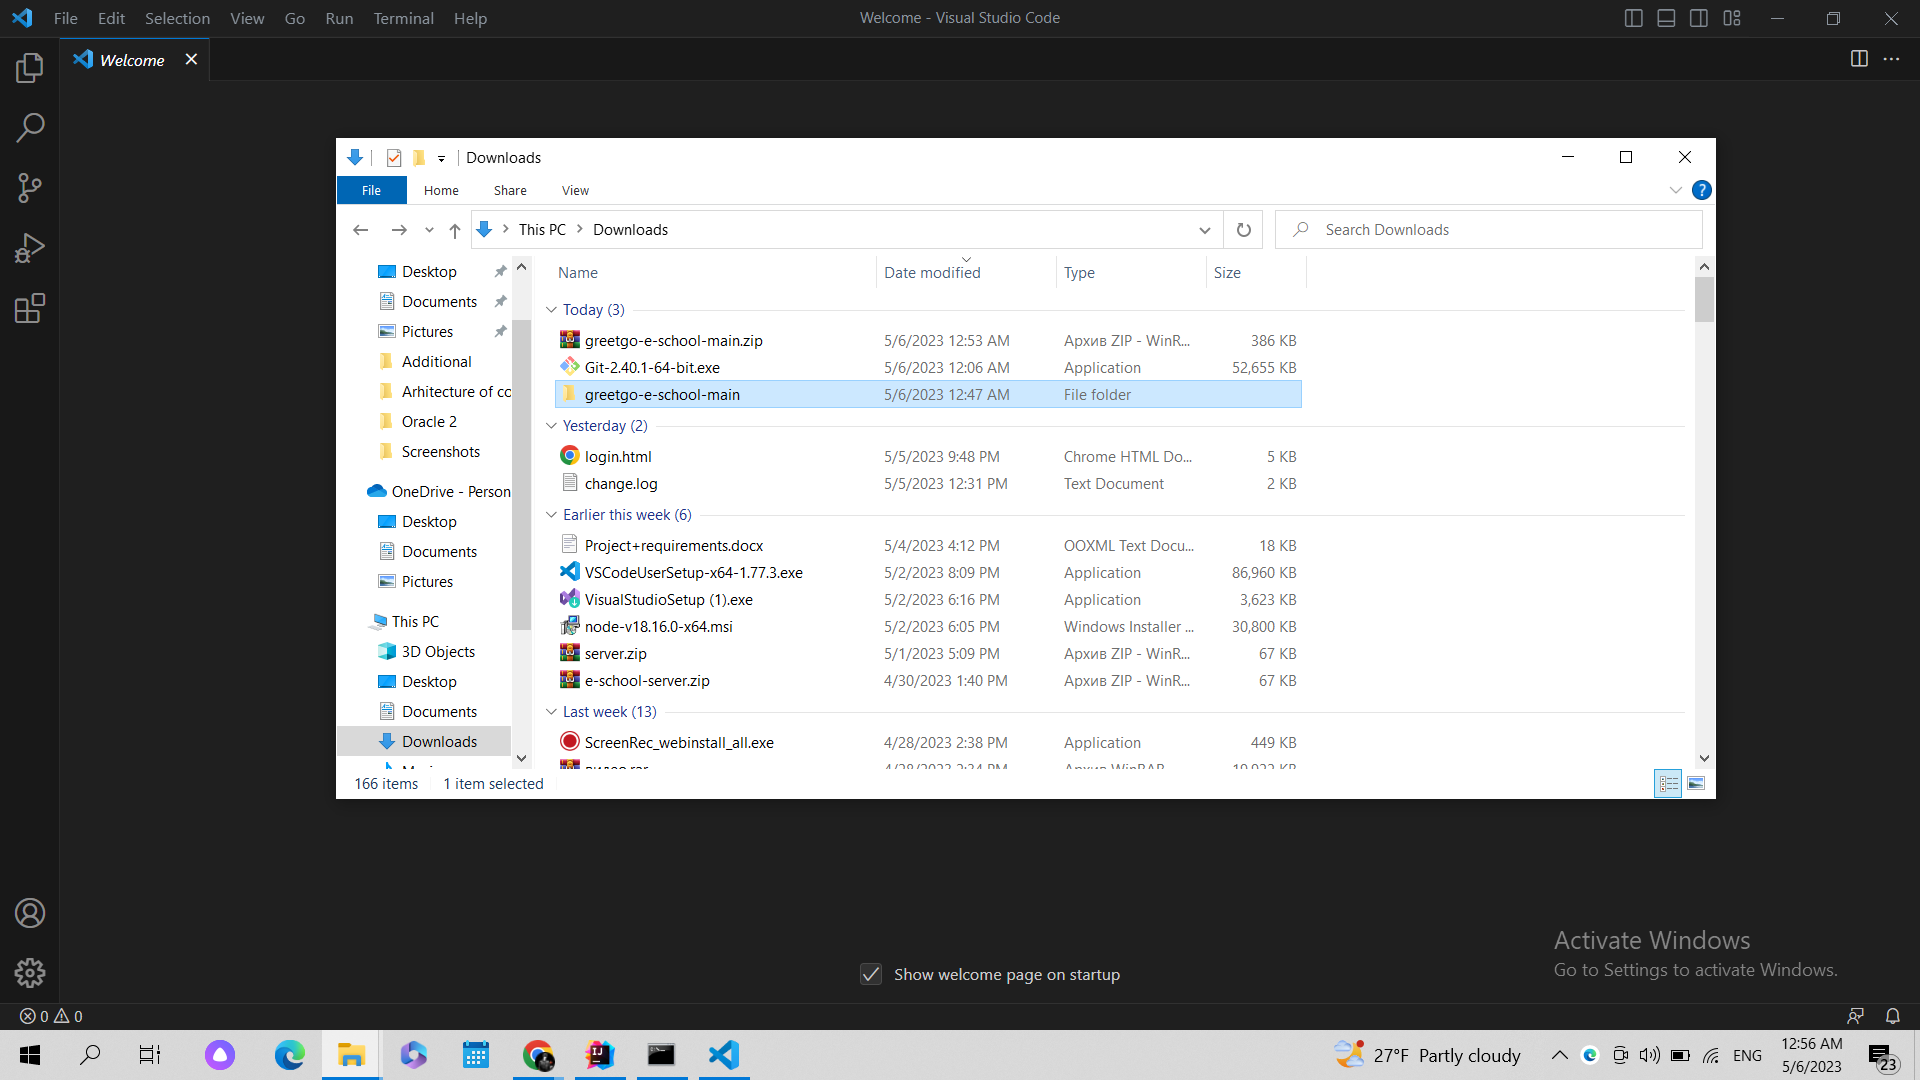 File Edit Selection View Go Run Terminal Help
Welcome - Visual Studio Code
Welcome
Downloads
File Home Share View
This PC Downloads
Search Downloads
Desktop
Documents
Pictures
Additional
Arhitecture of co
Oracle 2
Screenshots
OneDrive - Person
Desktop
Documents
Pictures
This PC
3D Objects
Desktop
Documents
Downloads
Name Date modified Type Size
Today (3)
greetgo-e-school-main.zip 5/6/2023 12:53 AM Архив ZIP - WinR... 386 KB
Git-2.40.1-64-bit.exe 5/6/2023 12:06 AM Application 52,655 KB
greetgo-e-school-main 5/6/2023 12:47 AM File folder
Yesterday (2)
login.html 5/5/2023 9:48 PM Chrome HTML Do... 5 KB
change.log 5/5/2023 12:31 PM Text Document 2 KB
Earlier this week (6)
Project+requirements.docx 5/4/2023 4:12 PM OOXML Text Docu... 18 KB
VSCodeUserSetup-x64-1.77.3.exe 5/2/2023 8:09 PM Application 86,960 KB
VisualStudioSetup (1).exe 5/2/2023 6:16 PM Application 3,623 KB
node-v18.16.0-x64.msi 5/2/2023 6:05 PM Windows Installer ... 30,800 KB
server.zip 5/1/2023 5:09 PM Архив ZIP - WinR... 67 KB
e-school-server.zip 4/30/2023 1:40 PM Архив ZIP - WinR... 67 KB
Last week (13)
ScreenRec_webinstall_all.exe 4/28/2023 2:38 PM Application 449 KB
166 items 1 item selected
Activate Windows
Go to Settings to activate Windows.
Show welcome page on startup
0 0
27°F Partly cloudy
ENG
12:56 AM
5/6/2023
23